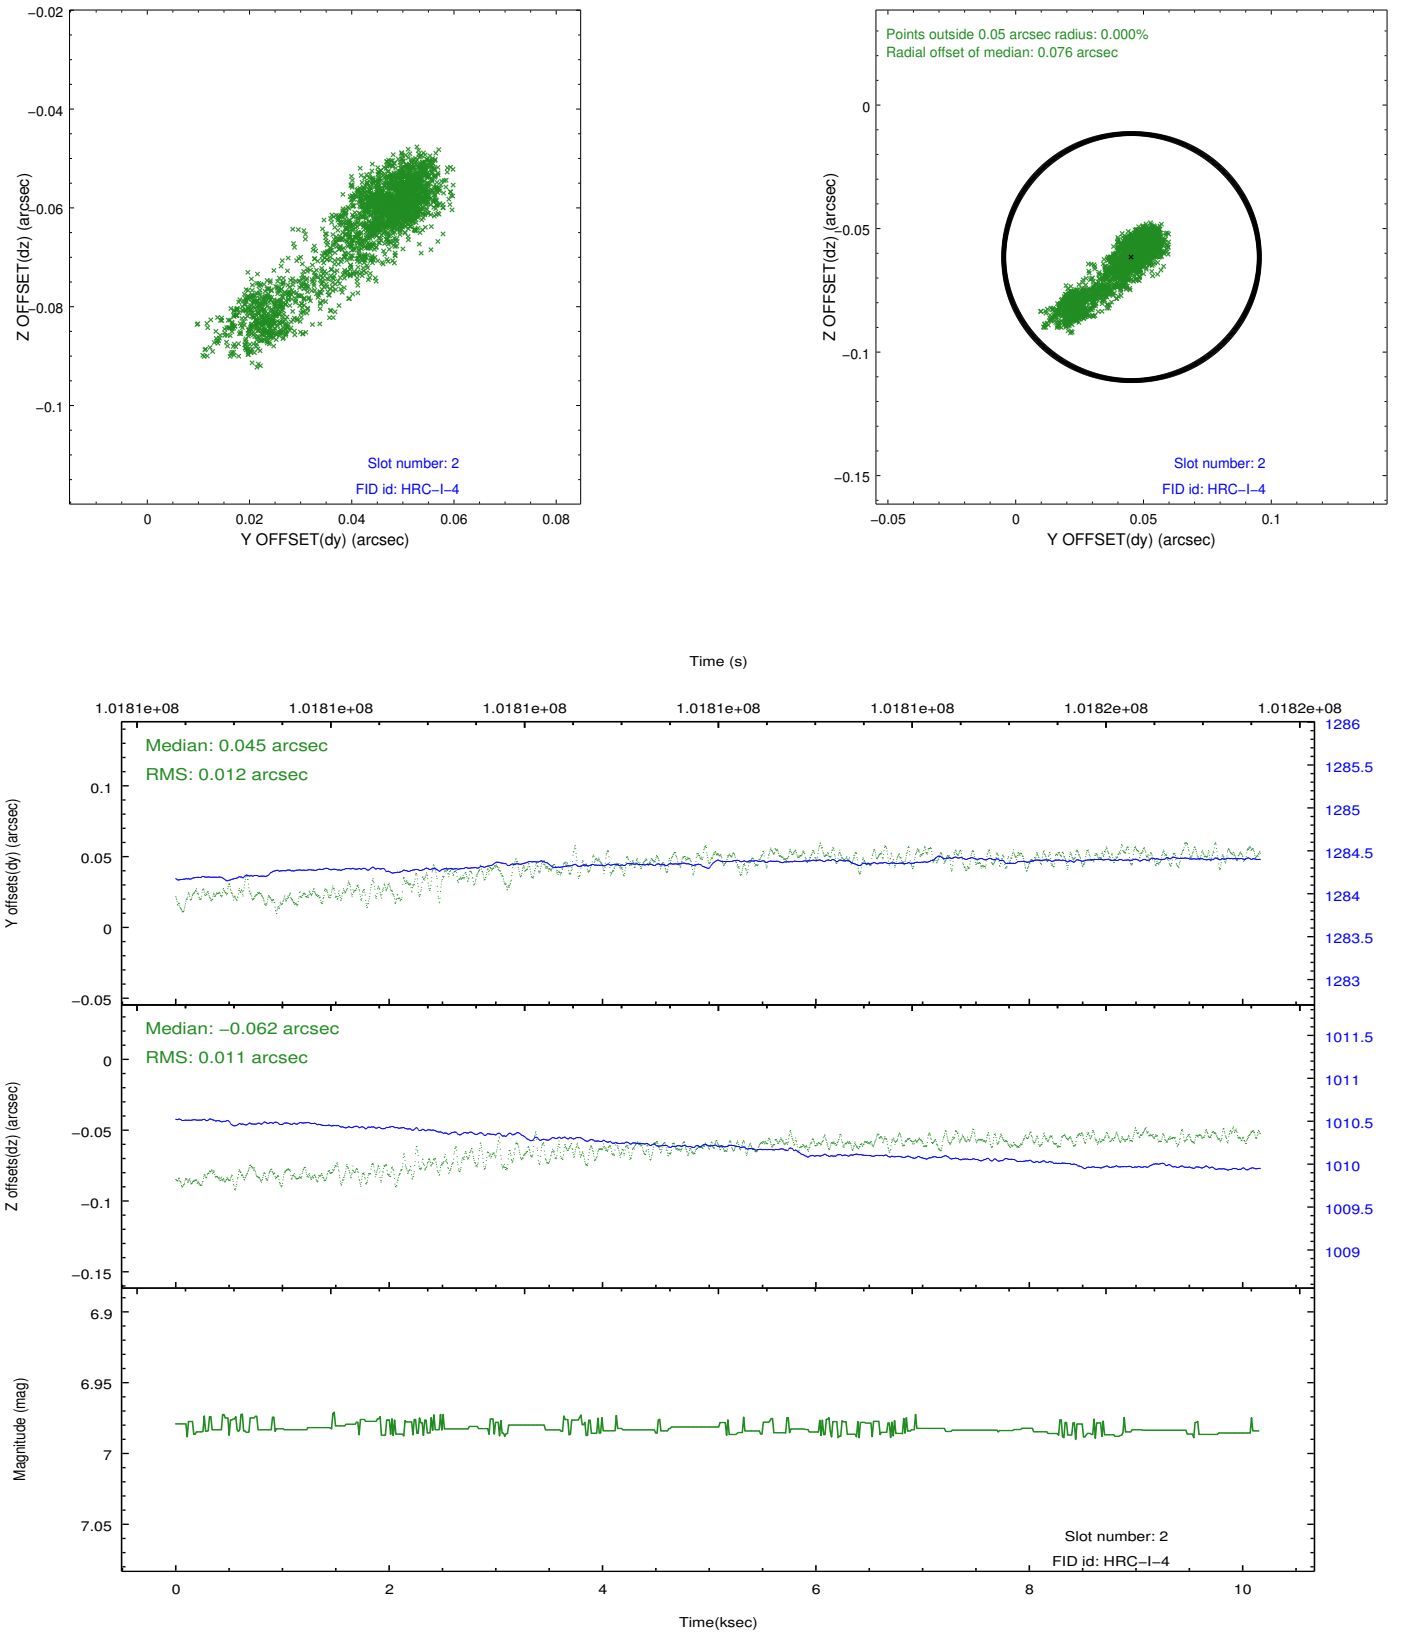 −0.02
−0.04
−0.06
−0.08
−0.1
Z OFFSET(dz) (arcsec)
Slot number: 2
FID id: HRC−I−4
0 0.02 0.04 0.06 0.08
Y OFFSET(dy) (arcsec)
Points outside 0.05 arcsec radius: 0.000%
Radial offset of median: 0.076 arcsec
0
−0.05
−0.1
−0.15
Z OFFSET(dz) (arcsec)
Slot number: 2
FID id: HRC−I−4
−0.05 0 0.05 0.1
Y OFFSET(dy) (arcsec)
Time (s)
1.0181e+08 1.0181e+08 1.0181e+08 1.0181e+08 1.0181e+08 1.0182e+08 1.0182e+08
Median: 0.045 arcsec
RMS: 0.012 arcsec
0.1
0.05
0
−0.05
Y offsets(dy) (arcsec)
1286
1285.5
1285
1284.5
1284
1283.5
1283
Median: −0.062 arcsec
RMS: 0.011 arcsec
0
−0.05
−0.1
−0.15
Z offsets(dz) (arcsec)
1011.5
1011
1010.5
1010
1009.5
1009
6.9
6.95
7
7.05
Magnitude (mag)
Slot number: 2
FID id: HRC−I−4
0 2 4 6 8 10
Time(ksec)